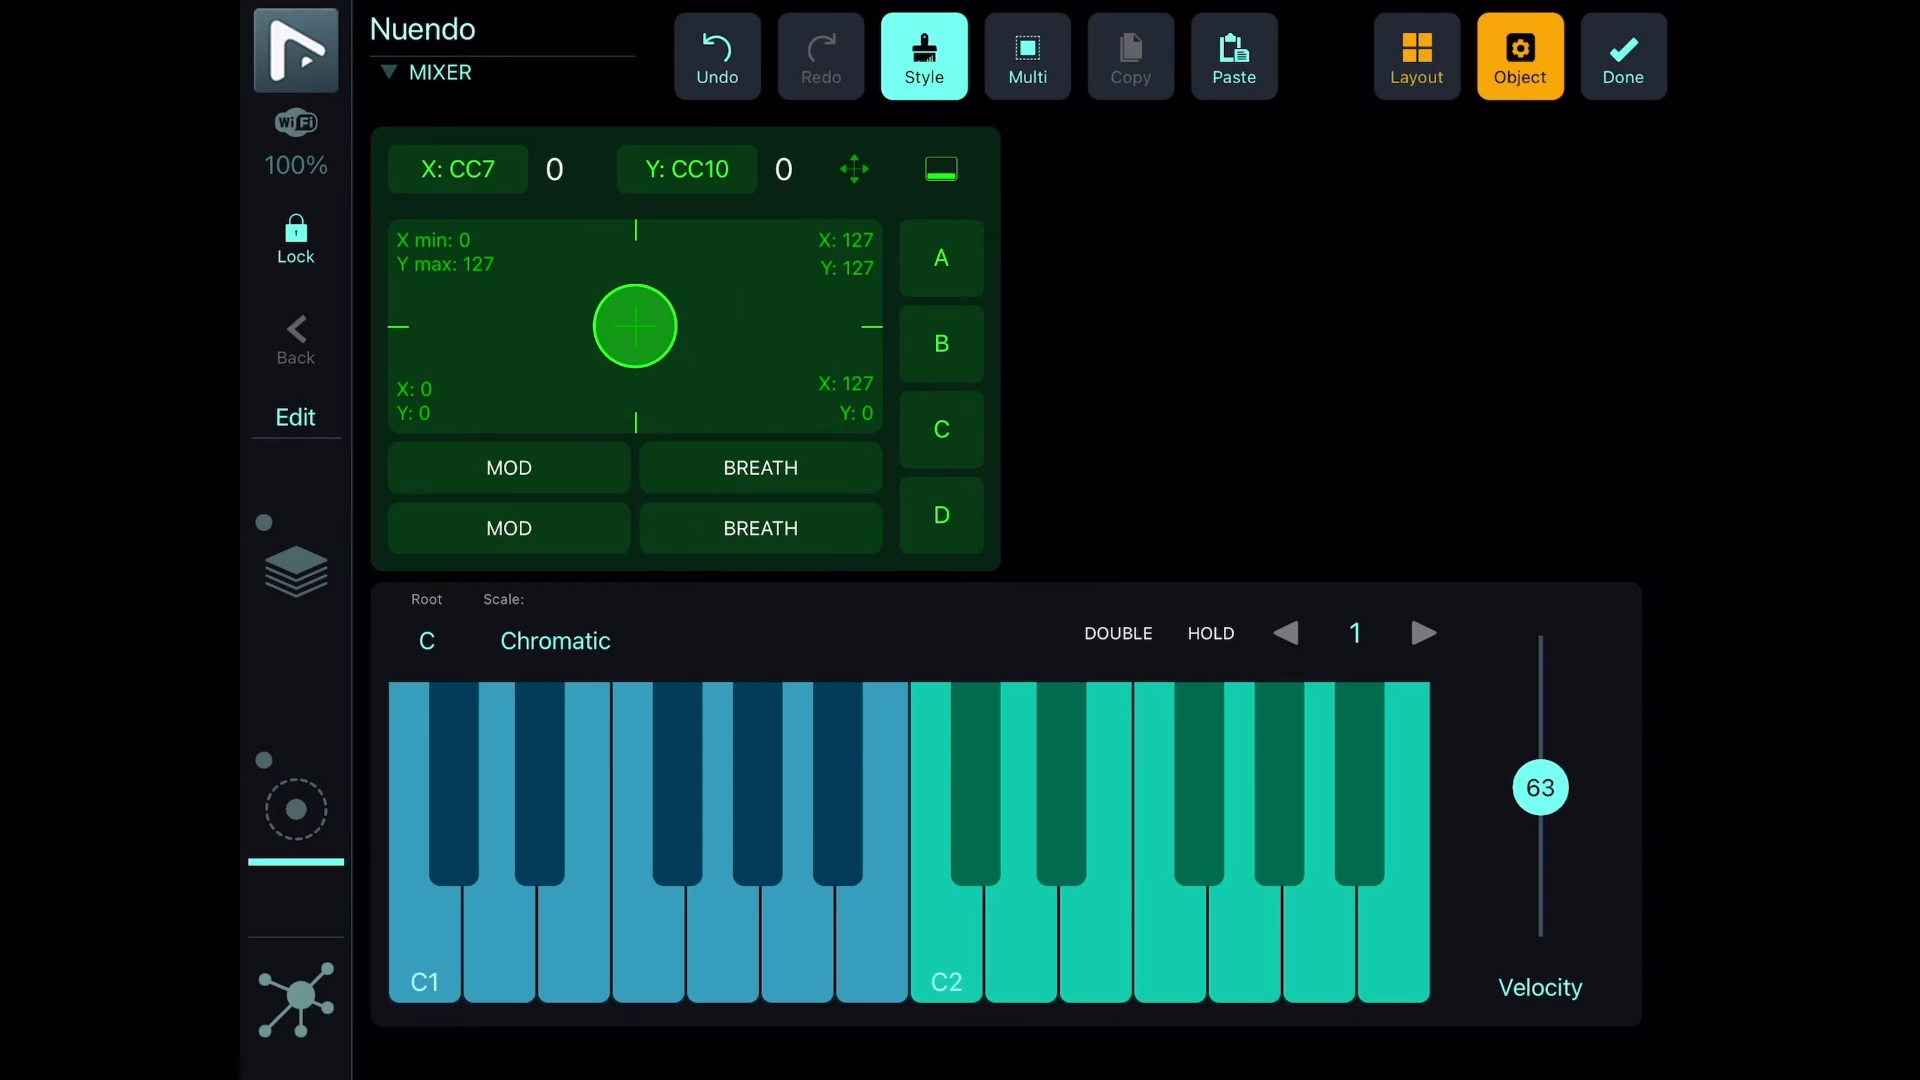 Nuendo
MIXER
Undo
Redo
Style
Multi
Copy
Paste
Layout
Object
Done
WiFi
100%
Lock
Back
Edit
X: CC7
0
Y: CC10
0
X min: 0
Y max: 127
X: 127
Y: 127
X: 0
Y: 0
X: 127
Y: 0
A
B
C
D
MOD
BREATH
MOD
BREATH
Root
Scale:
C
Chromatic
DOUBLE
HOLD
1
C1
C2
63
Velocity